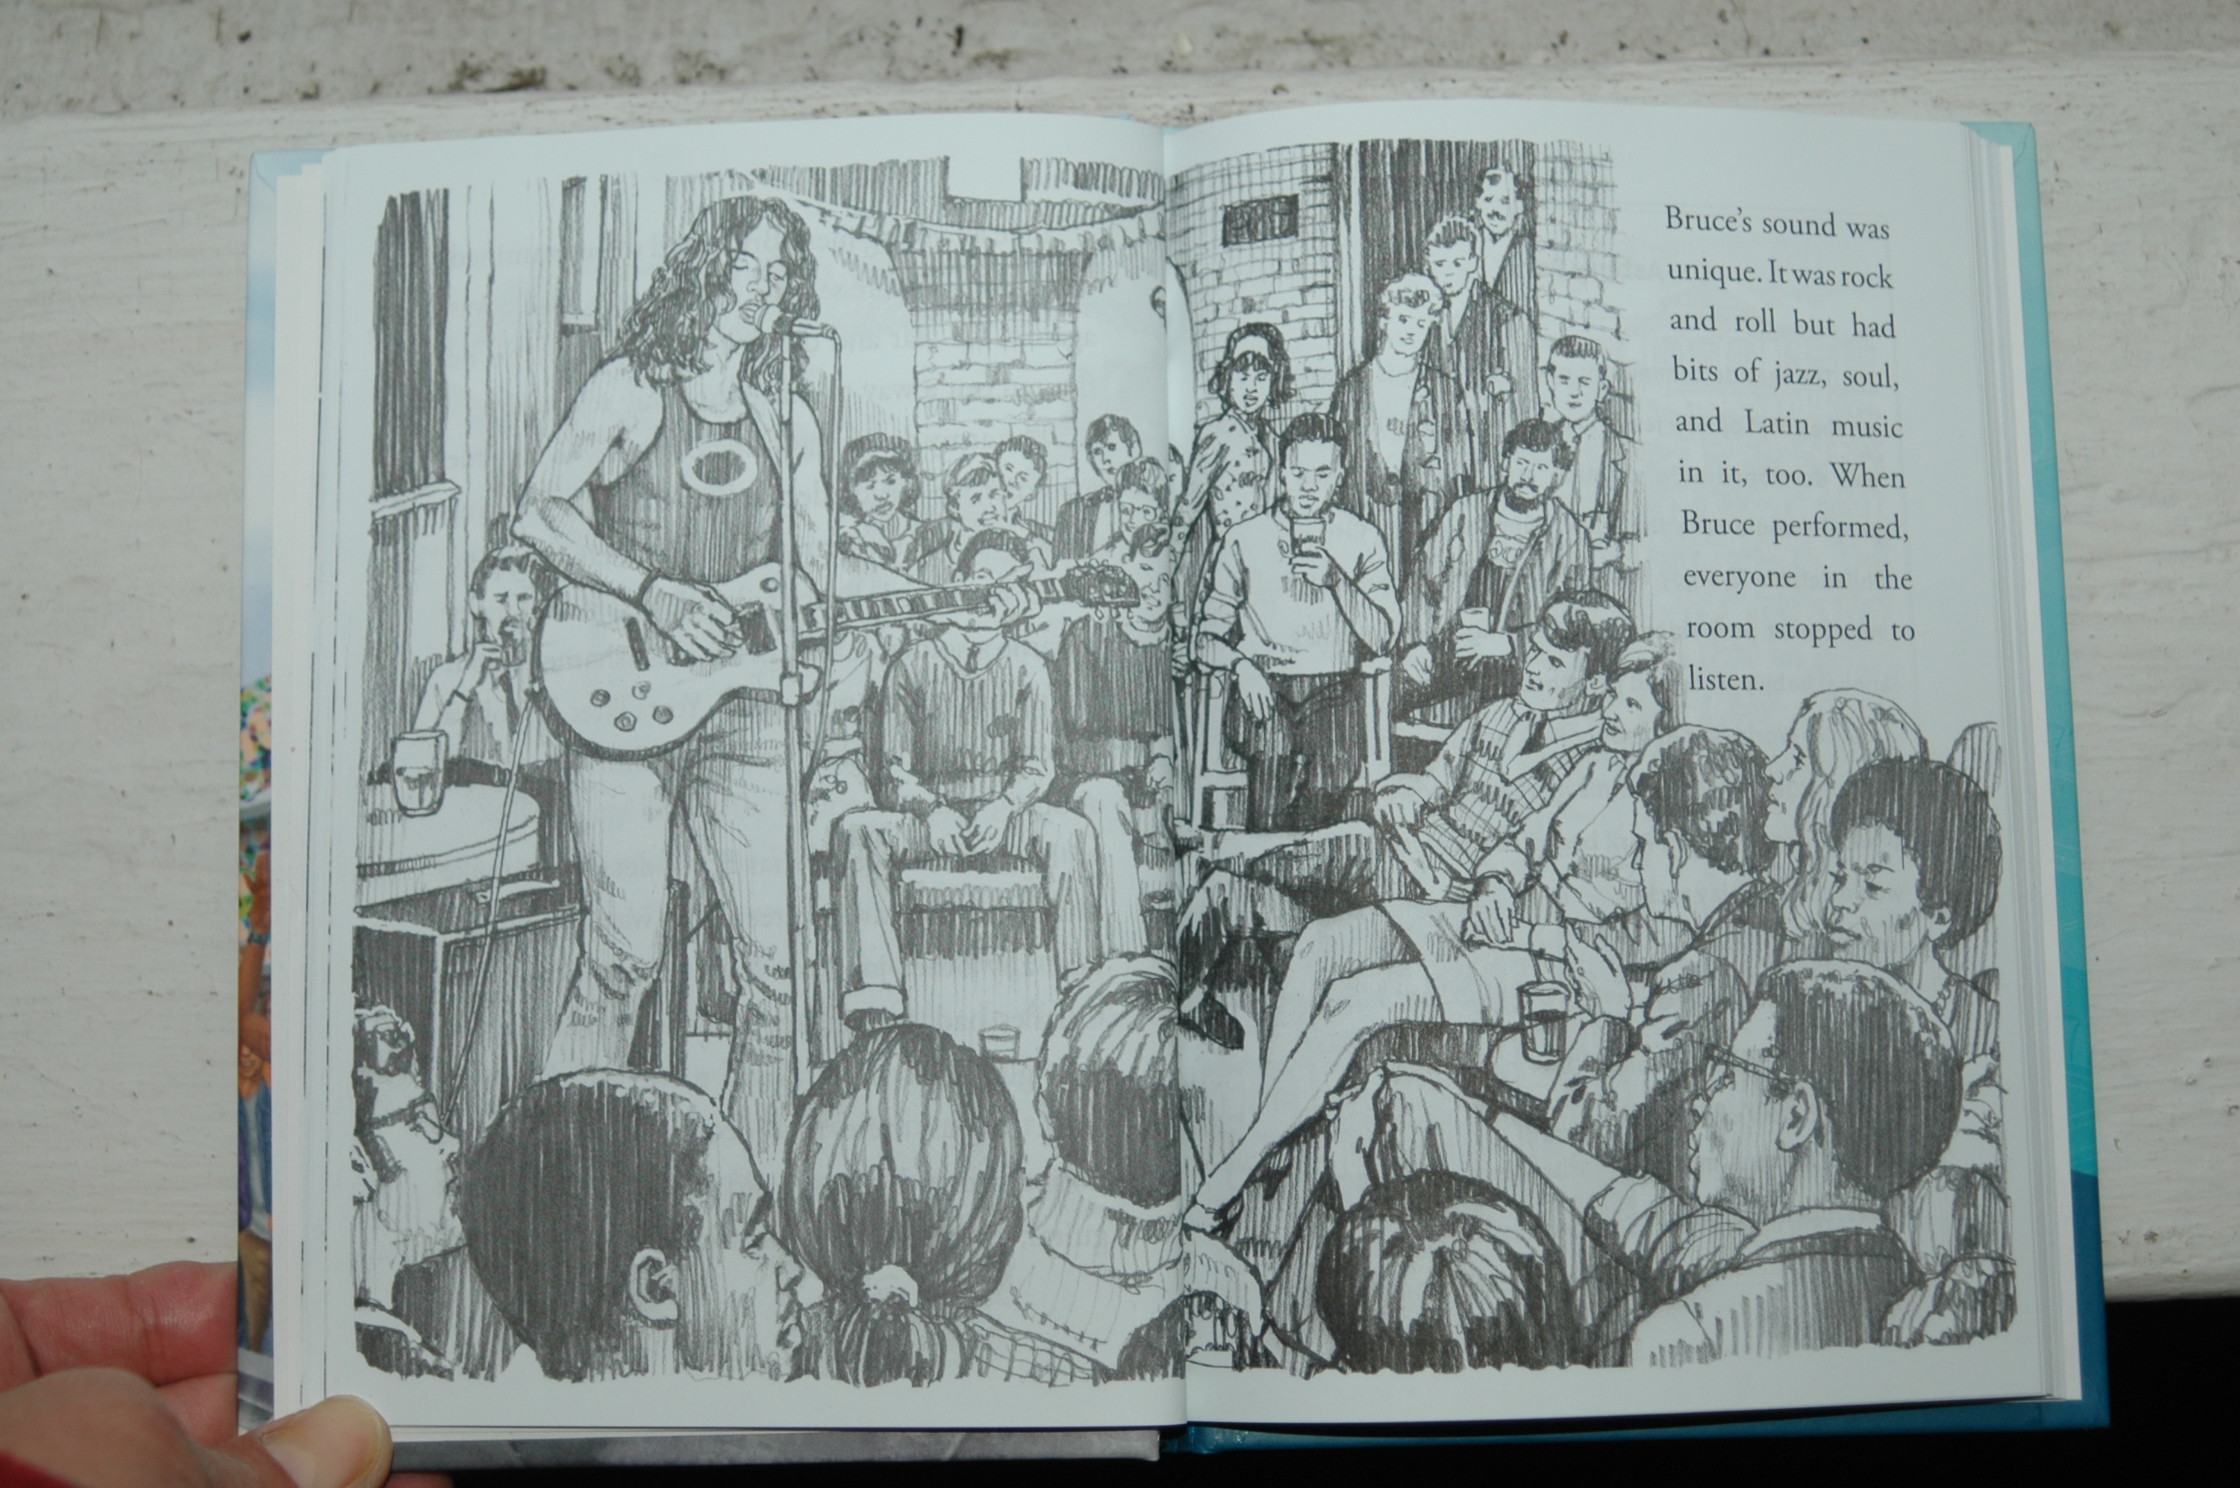 Bruce's sound was
unique. It was rock
and roll but had
bits of jazz, soul,
and Latin music
in it, too. When
Bruce performed,
everyone in the
room stopped to
listen.